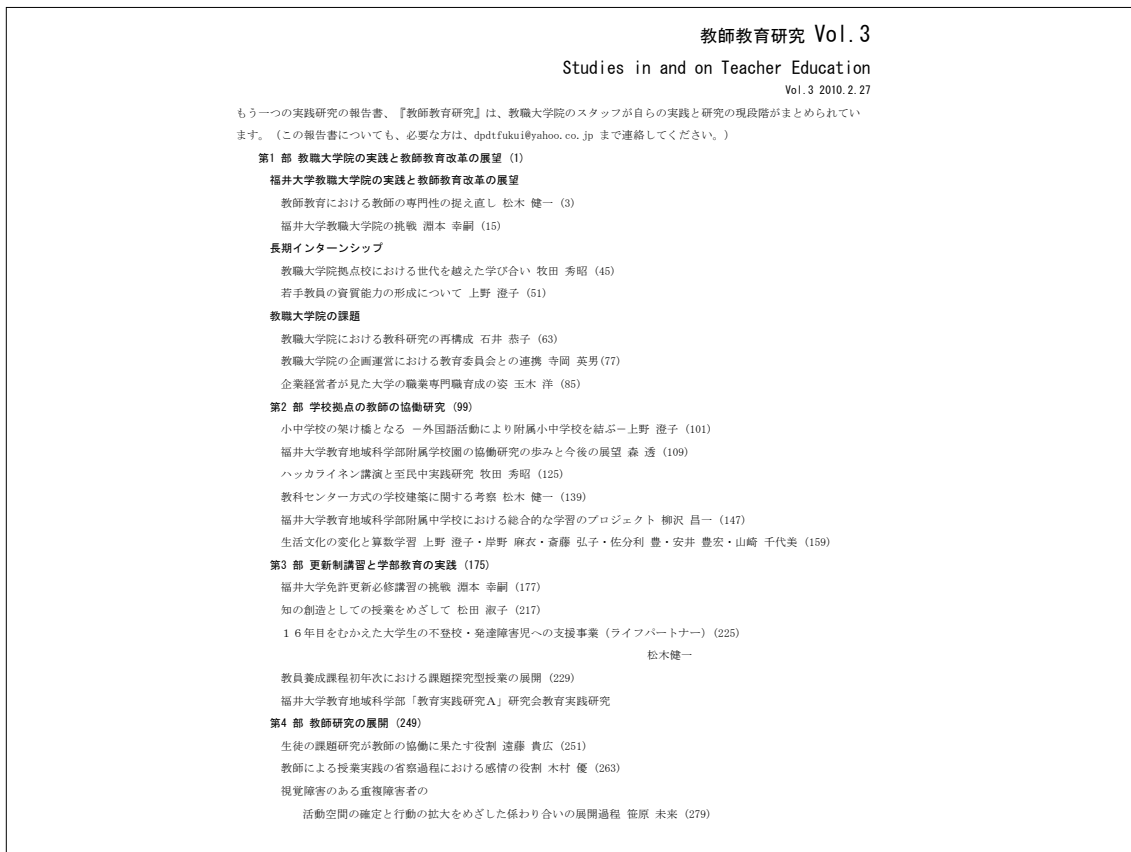 教師教育研究 Vol.3
Studies in and on Teacher Education
Vol.3 2010.2.27
もう一つの実践研究の報告書、『教師教育研究』は、教職大学院のスタッフが自らの実践と研究の現段階がまとめられてい
ます。（この報告書についても、必要な方は、dpdtfukui@yahoo.co.jp まで連絡してください。）
第1 部 教職大学院の実践と教師教育改革の展望 (1)
福井大学教職大学院の実践と教師教育改革の展望
教師教育における教師の専門性の捉え直し 松木 健一 (3)
福井大学教職大学院の挑戦 淵本 幸嗣 (15)
長期インターンシップ
教職大学院拠点校における世代を越えた学び合い 牧田 秀昭 (45)
若手教員の資質能力の形成について 上野 澄子 (51)
教職大学院の課題
教職大学院における教科研究の再構成 石井 恭子 (63)
教職大学院の企画運営における教育委員会との連携 寺岡 英男(77)
企業経営者が見た大学の職業専門職育成の姿 玉木 洋 (85)
第2 部 学校拠点の教師の協働研究 (99)
小中学校の架け橋となる －外国語活動により附属小中学校を結ぶ－上野 澄子 (101)
福井大学教育地域科学部附属学校園の協働研究の歩みと今後の展望 森 透 (109)
ハッカライネン講演と至民中実践研究 牧田 秀昭 (125)
教科センター方式の学校建築に関する考察 松木 健一 (139)
福井大学教育地域科学部附属中学校における総合的な学習のプロジェクト 柳沢 昌一 (147)
生活文化の変化と算数学習 上野 澄子・岸野 麻衣・斎藤 弘子・佐分利 豊・安井 豊宏・山崎 千代美 (159)
第3 部 更新制講習と学部教育の実践 (175)
福井大学免許更新必修講習の挑戦 淵本 幸嗣 (177)
知の創造としての授業をめざして 松田 淑子 (217)
１６年目をむかえた大学生の不登校・発達障害児への支援事業（ライフパートナー）(225)
松木健一
教員養成課程初年次における課題探究型授業の展開 (229)
福井大学教育地域科学部「教育実践研究Ａ」研究会教育実践研究
第4 部 教師研究の展開 (249)
生徒の課題研究が教師の協働に果たす役割 遠藤 貴広 (251)
教師による授業実践の省察過程における感情の役割 木村 優 (263)
視覚障害のある重複障害者の
活動空間の確定と行動の拡大をめざした係わり合いの展開過程 笹原 未来 (279)